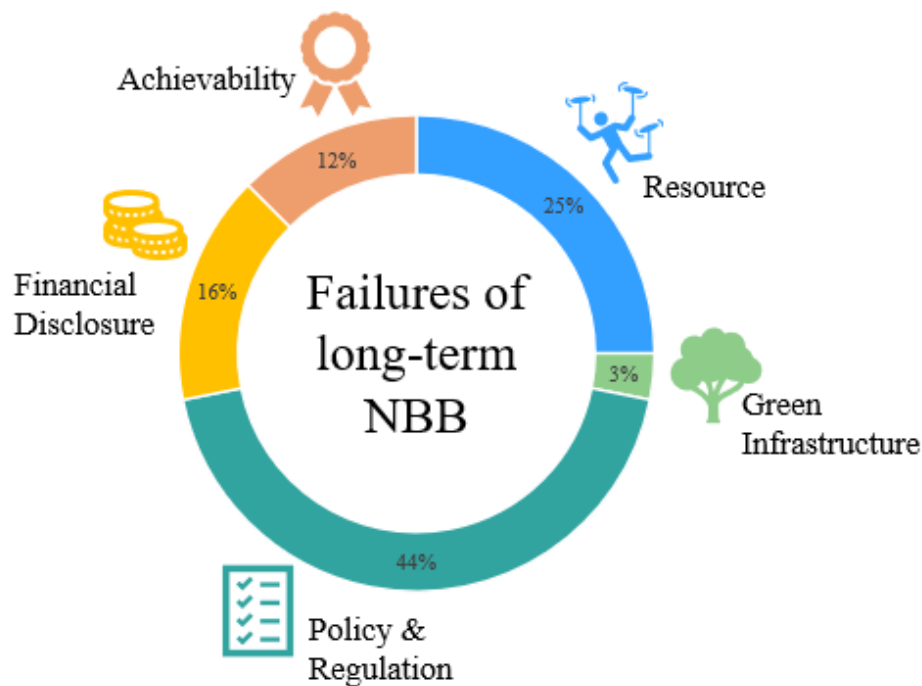 Achievability
12%
25%
Resource
Financial
Disclosure
16%
Failures of
long-term
NBB
3%
Green
Infrastructure
44%
Policy &
Regulation